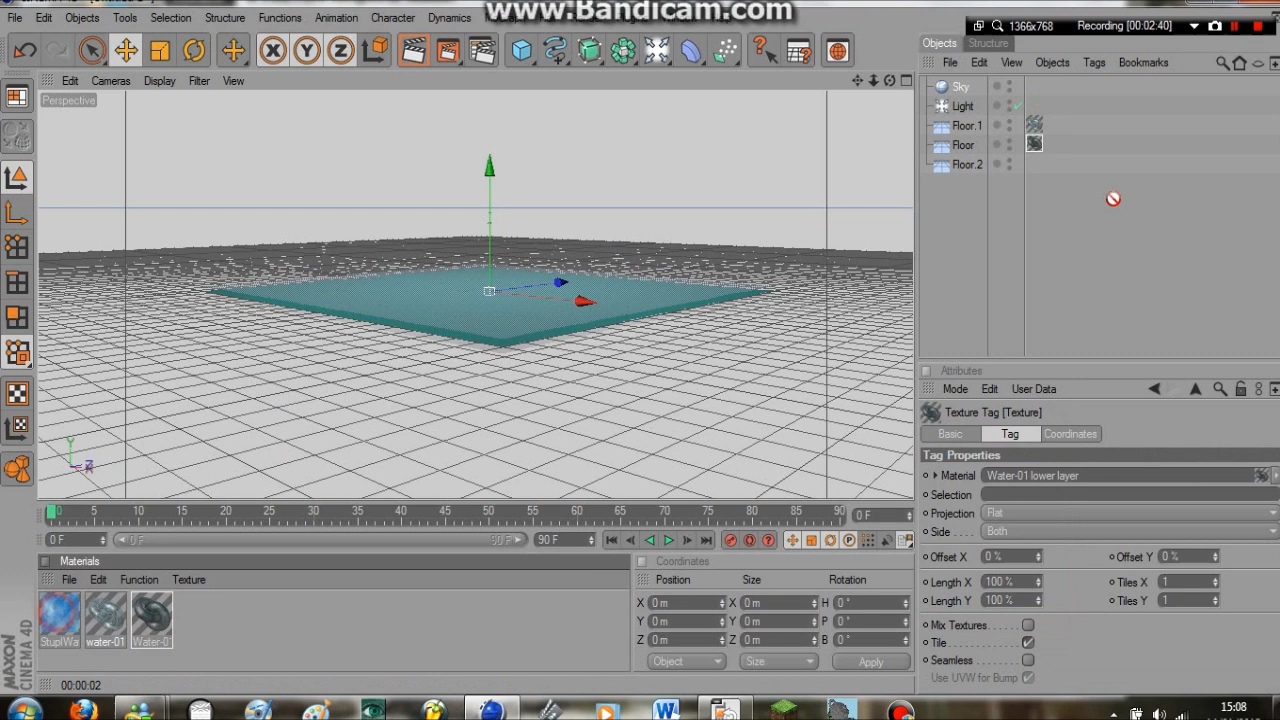 www.Bandicam.com
1366x768 Recording [00:02:40]
File Edit Objects Tools Selection Structure Functions Animation Character Dynamics
Objects Structure
File Edit View Objects Tags Bookmarks
Edit Cameras Display Filter View
Perspective
Sky
Light
Floor.1
Floor
Floor.2
X Y Z
Y
Z
Attributes
Mode Edit User Data
Texture Tag [Texture]
Basic Tag Coordinates
Tag Properties
Material Water-01 lower layer
Selection
Projection Flat
Side Both
Offset X 0 % Offset Y 0 %
Length X 100 % Tiles X 1
Length Y 100 % Tiles Y 1
Mix Textures
Tile
Seamless
Use UVW for Bump
0 5 10 15 20 25 30 35 40 45 50 55 60 65 70 75 80 85 90 0 F
0 F 0 F 90 F 90 F
Materials
File Edit Function Texture
StuplWa water-01 Water-01
Coordinates
Position Size Rotation
X 0 m X 0 m H 0 °
Y 0 m Y 0 m P 0 °
Z 0 m Z 0 m B 0 °
Object Size Apply
MAXON
CINEMA 4D
00:00:02
15:08